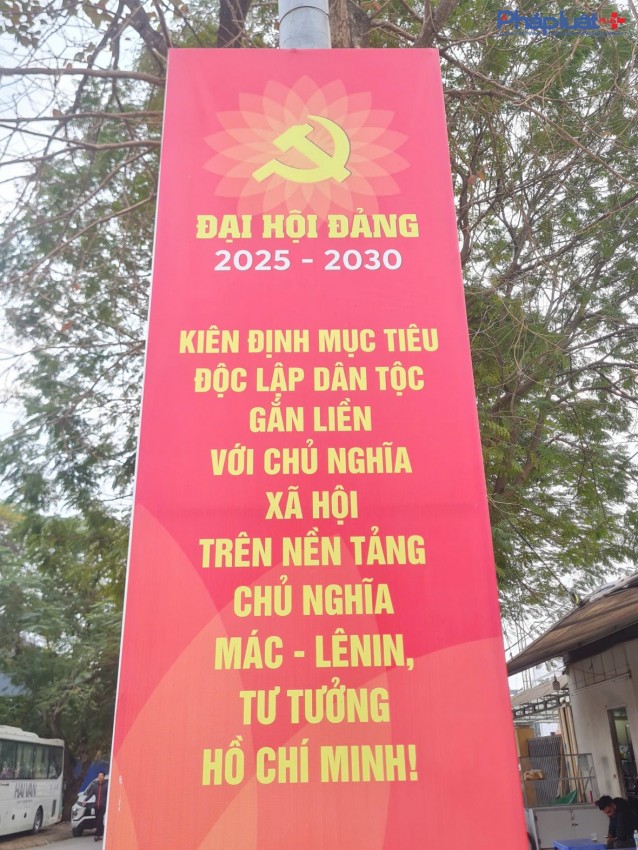 Phápluật+
ĐẠI HỘI ĐẢNG
2025 - 2030
KIÊN ĐỊNH MỤC TIÊU
ĐỘC LẬP DÂN TỘC
GẮN LIỀN
VỚI CHỦ NGHĨA
XÃ HỘI
TRÊN NỀN TẢNG
CHỦ NGHĨA
MÁC - LÊNIN,
TƯ TƯỞNG
HỒ CHÍ MINH!
HAIVAN